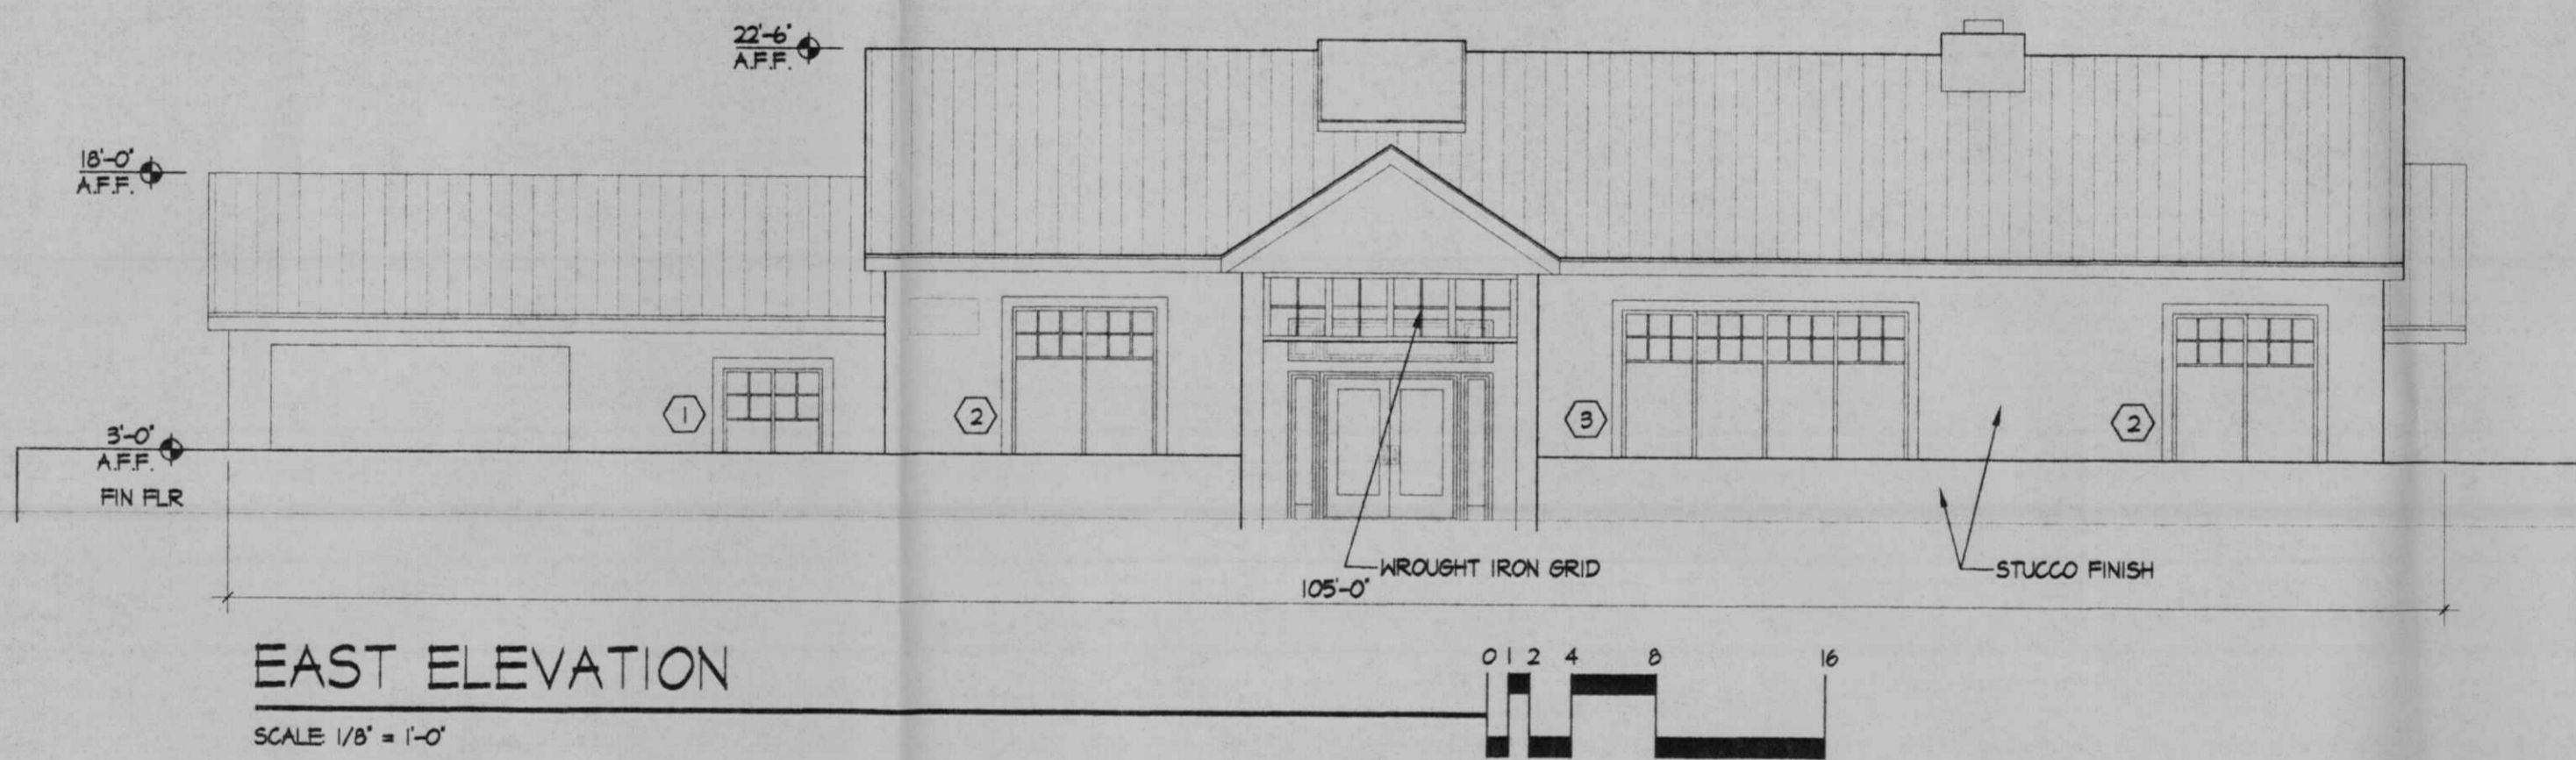 22'-6"
A.F.F.
18'-0"
A.F.F.
3'-0"
A.F.F.
FIN FLR
1
2
3
2
WROUGHT IRON GRID
STUCCO FINISH
105'-0"
EAST ELEVATION
SCALE 1/8" = 1'-0"
0 1 2 4 8 16